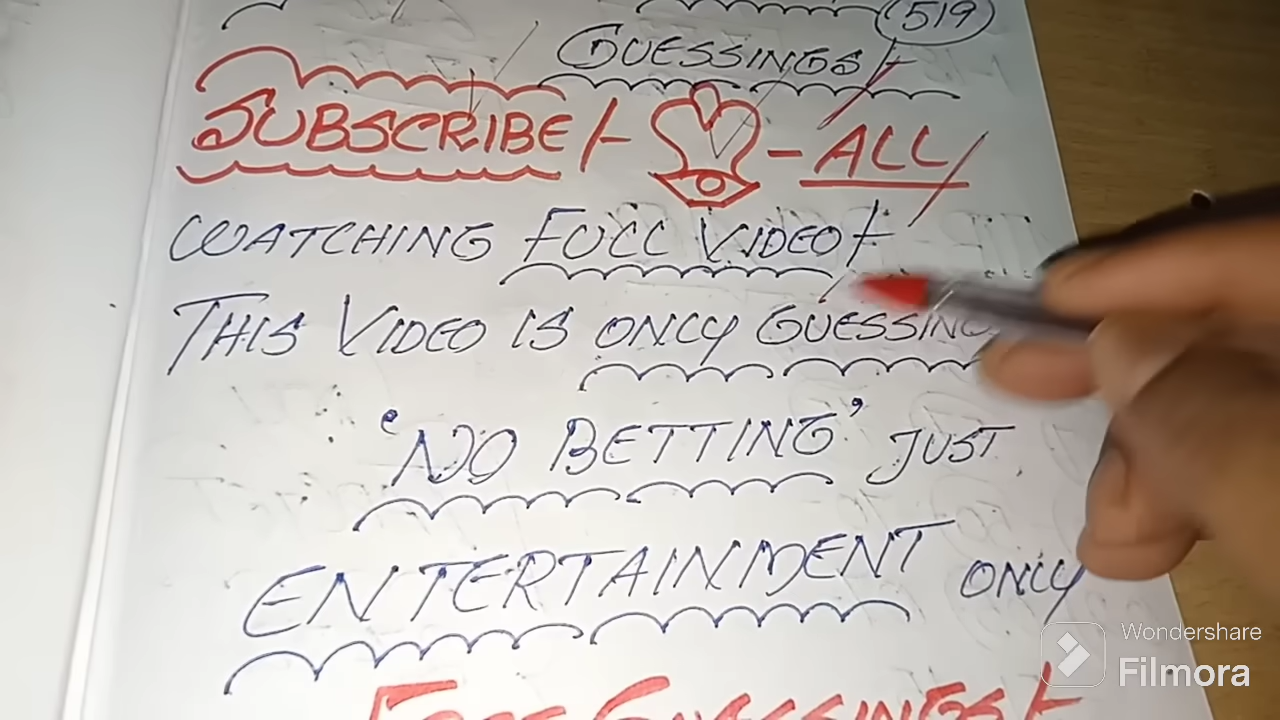 519
GUESSINGS/-
SUBSCRIBE/- - ALL/
WATCHING FULL VIDEO/-
THIS VIDEO IS ONLY GUESSING
'NO BETTING' JUST
ENTERTAINMENT ONLY
Wondershare
Filmora
GUESSINGS/-